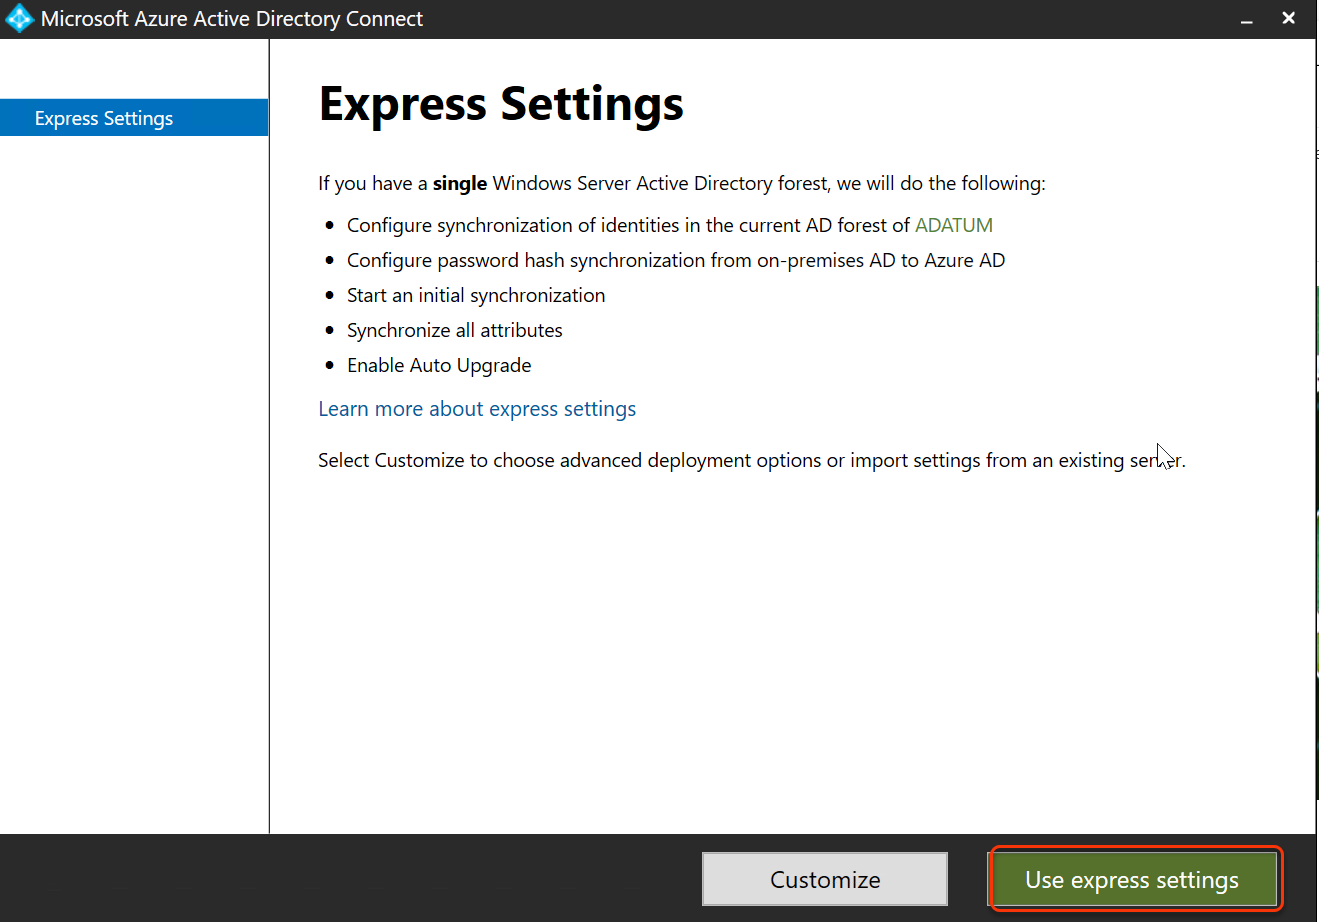 Microsoft Azure Active Directory Connect
Express Settings
Express Settings
If you have a single Windows Server Active Directory forest, we will do the following:
Configure synchronization of identities in the current AD forest of ADATUM
Configure password hash synchronization from on-premises AD to Azure AD
Start an initial synchronization
Synchronize all attributes
Enable Auto Upgrade
Learn more about express settings
Select Customize to choose advanced deployment options or import settings from an existing server.
Customize
Use express settings